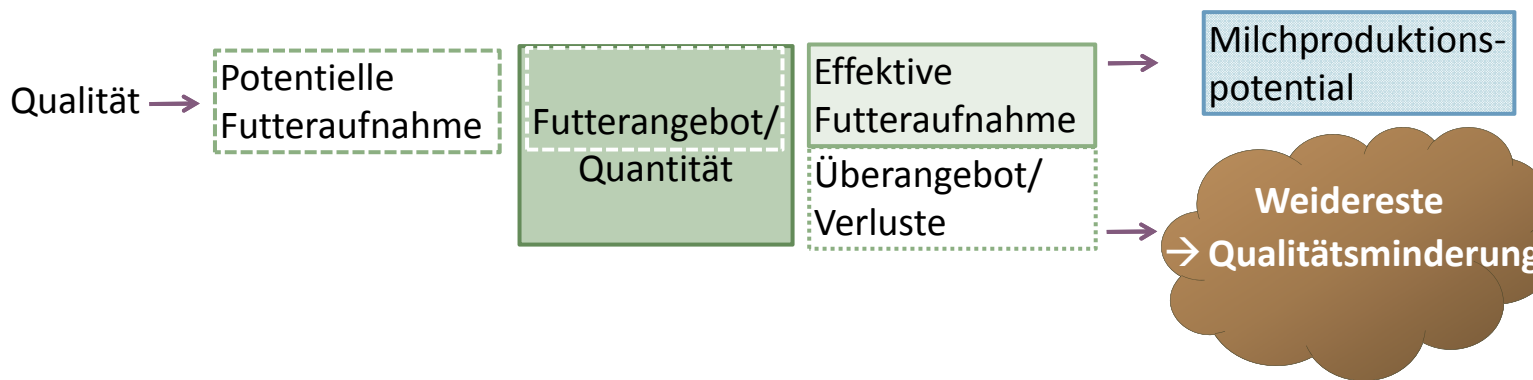 Qualität
Potentielle
Futteraufnahme
Futterangebot/
Quantität
Effektive
Futteraufnahme
Überangebot/
Verluste
Milchproduktions-
potential
Weidereste
→ Qualitätsminderung